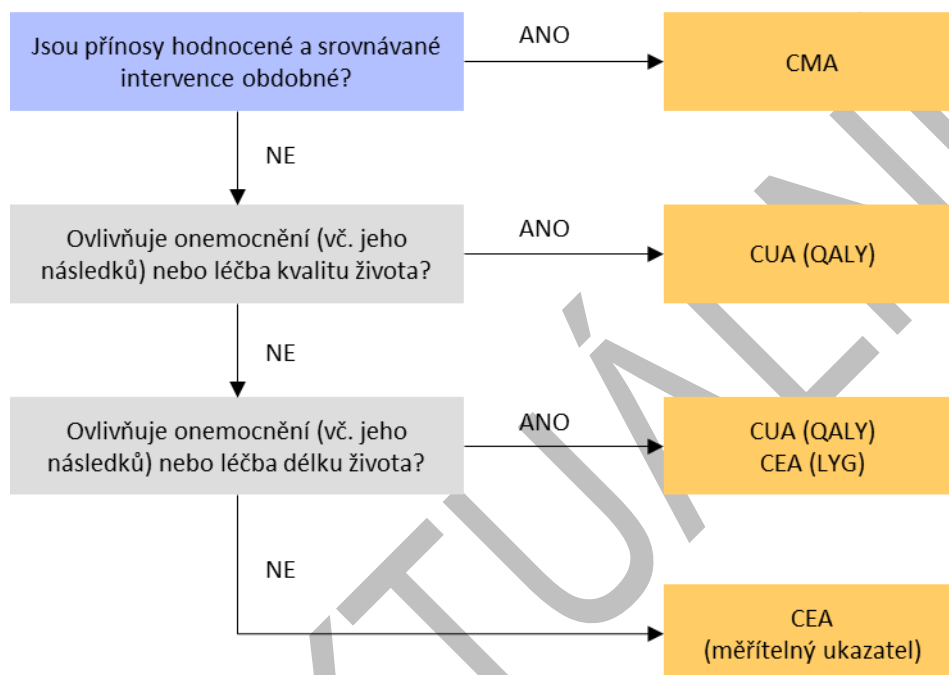 Jsou přínosy hodnocené a srovnávané
intervence obdobné?
ANO
CMA
NE
Ovlivňuje onemocnění (vč. jeho
následků) nebo léčba kvalitu života?
ANO
CUA (QALY)
NE
Ovlivňuje onemocnění (vč. jeho
následků) nebo léčba délku života?
ANO
CUA (QALY)
CEA (LYG)
NE
CEA
(měřítelný ukazatel)